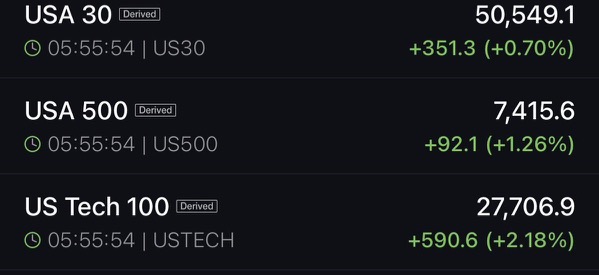 USA 30 Derived 50,549.1
05:55:54 | US30 +351.3 (+0.70%)
USA 500 Derived 7,415.6
05:55:54 | US500 +92.1 (+1.26%)
US Tech 100 Derived 27,706.9
05:55:54 | USTECH +590.6 (+2.18%)